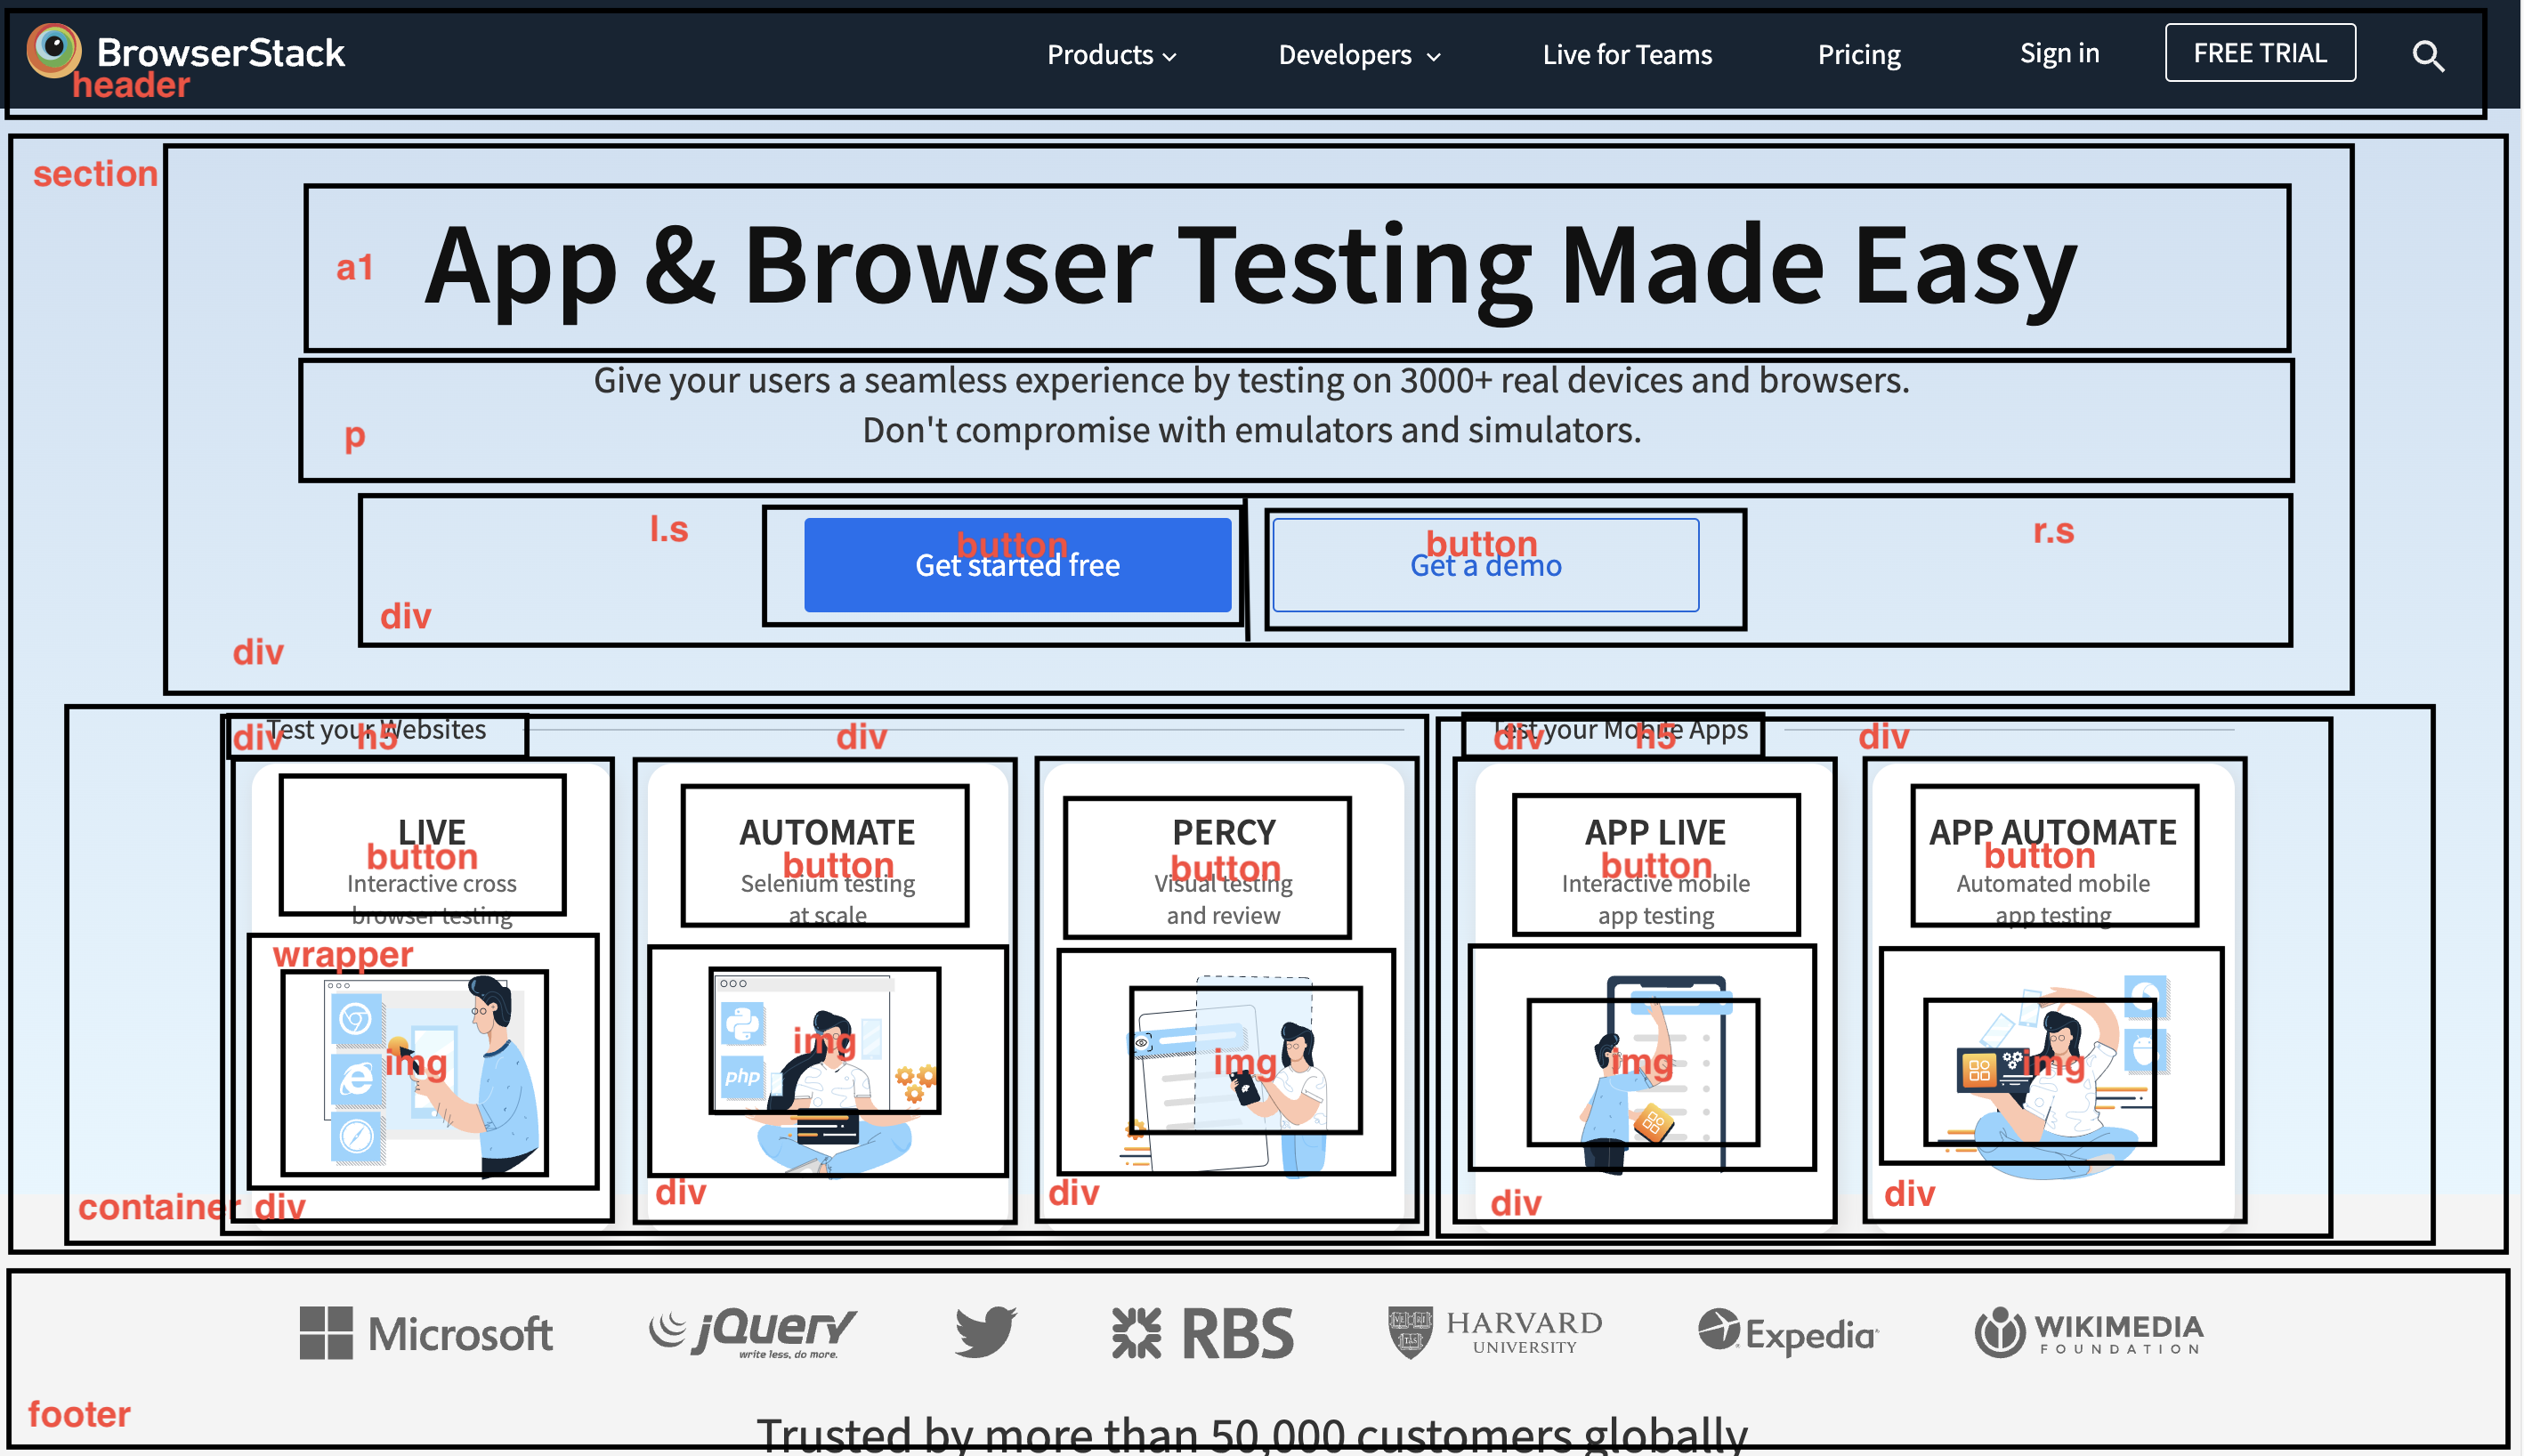 BrowserStack
header
Products
Developers
Live for Teams
Pricing
Sign in
FREE TRIAL
section
a1
App & Browser Testing Made Easy
p
Give your users a seamless experience by testing on 3000+ real devices and browsers.
Don't compromise with emulators and simulators.
l.s
button
Get started free
button
Get a demo
r.s
div
div
div
h5
Test your Websites
div
div
h5
Test your Mobile Apps
div
LIVE
button
Interactive cross
browser testing
AUTOMATE
button
Selenium testing
at scale
PERCY
button
Visual testing
and review
APP LIVE
button
Interactive mobile
app testing
APP AUTOMATE
button
Automated mobile
app testing
wrapper
img
php
img
img
img
img
container
div
div
div
div
div
Microsoft
jQuery
write less, do more.
RBS
VE RI TAS
HARVARD
UNIVERSITY
Expedia
WIKIMEDIA
FOUNDATION
footer
Trusted by more than 50,000 customers globally